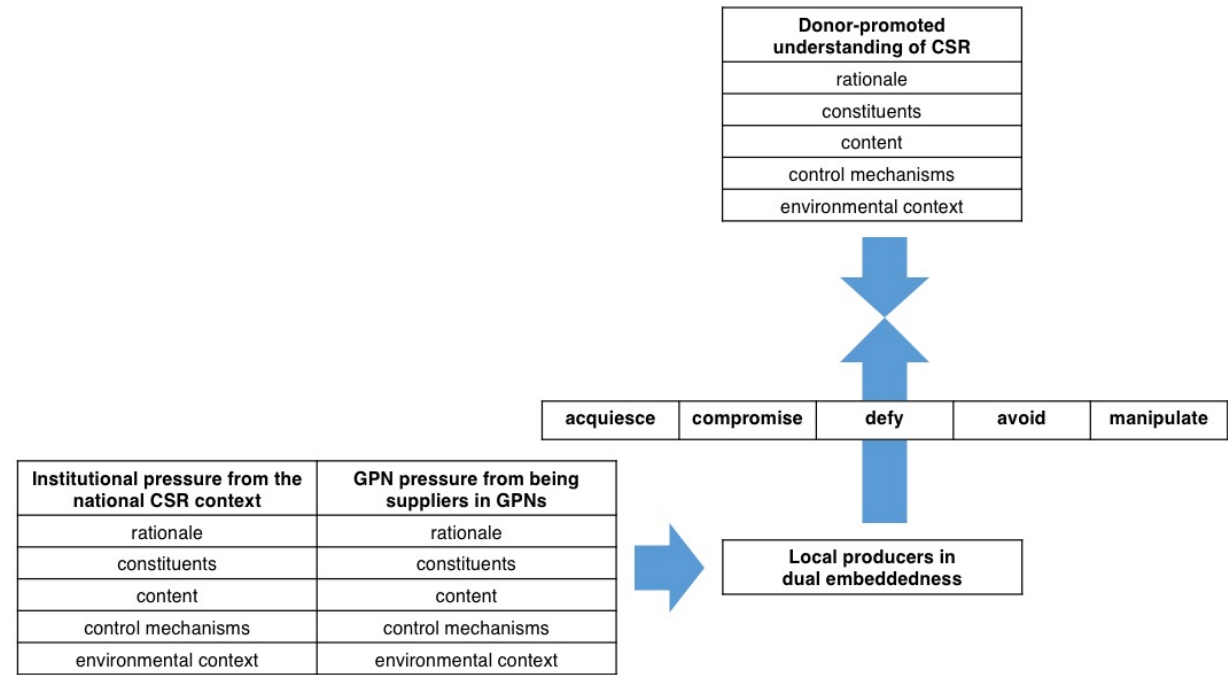 Donor-promoted
understanding of CSR
rationale
constituents
content
control mechanisms
environmental context
acquiesce
compromise
defy
avoid
manipulate
Institutional pressure from the
national CSR context
rationale
constituents
content
control mechanisms
environmental context
GPN pressure from being
suppliers in GPNs
rationale
constituents
content
control mechanisms
environmental context
Local producers in
dual embeddedness